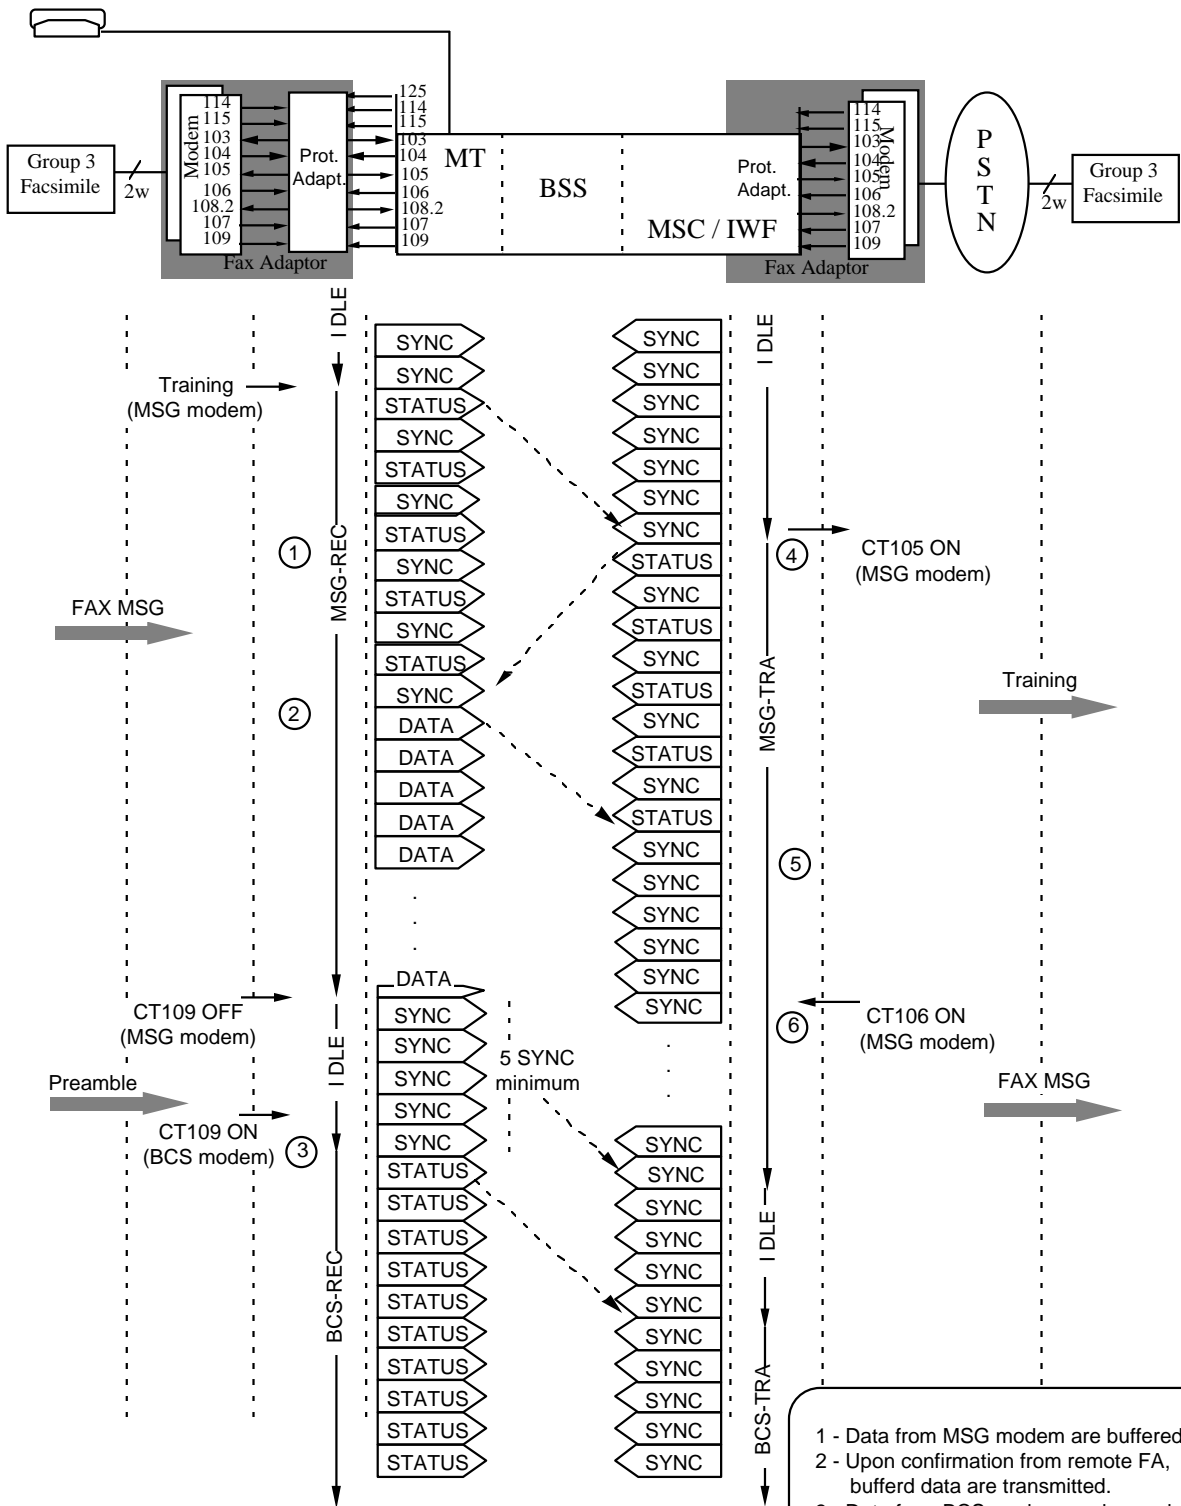 125
114
114
114
115
115
115
103
103
103
104
104
104
105
105
105
106
106
106
108.2
108.2
108.2
107
107
107
109
109
109
Modem
Prot.
Adapt.
MT
BSS
MSC / IWF
Prot.
Adapt.
Modem
P
S
T
N
Group 3
Facsimile
2w
Group 3
Facsimile
2w
Fax Adaptor
Fax Adaptor
I DLE
I DLE
SYNC
SYNC
SYNC
SYNC
Training
(MSG modem)
STATUS
SYNC
SYNC
SYNC
STATUS
SYNC
SYNC
SYNC
STATUS
SYNC
1
MSG-REC
4
CT105 ON
(MSG modem)
SYNC
STATUS
STATUS
SYNC
FAX MSG
SYNC
STATUS
STATUS
SYNC
SYNC
STATUS
Training
2
MSG-TRA
DATA
SYNC
DATA
STATUS
DATA
SYNC
DATA
STATUS
DATA
SYNC
5
SYNC
SYNC
.
.
.
SYNC
DATA
SYNC
CT109 OFF
(MSG modem)
SYNC
SYNC
6
CT106 ON
(MSG modem)
I DLE
SYNC
SYNC
SYNC
SYNC
5 SYNC
minimum
.
.
.
Preamble
FAX MSG
CT109 ON
(BCS modem)
3
SYNC
STATUS
SYNC
STATUS
SYNC
STATUS
SYNC
I DLE
STATUS
SYNC
BCS-REC
STATUS
SYNC
STATUS
SYNC
STATUS
SYNC
STATUS
SYNC
BCS-TRA
STATUS
SYNC
STATUS
SYNC
SYNC
1 - Data from MSG modem are buffered
2 - Upon confirmation from remote FA,
bufferd data are transmitted.